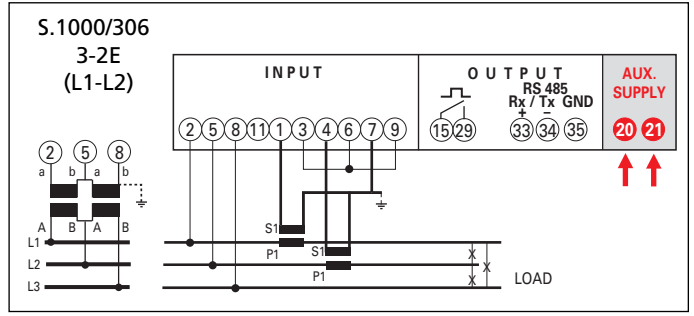 S.1000/306
3-2E
(L1-L2)
INPUT
OUTPUT
RS 485
Rx / Tx GND
+ −
AUX.
SUPPLY
2 5 8 11 1 3 4 6 7 9
15 29
33 34 35
20 21
2 5 8
a b a b
A B A B
L1
L2
L3
S1
P1
S1
P1
LOAD